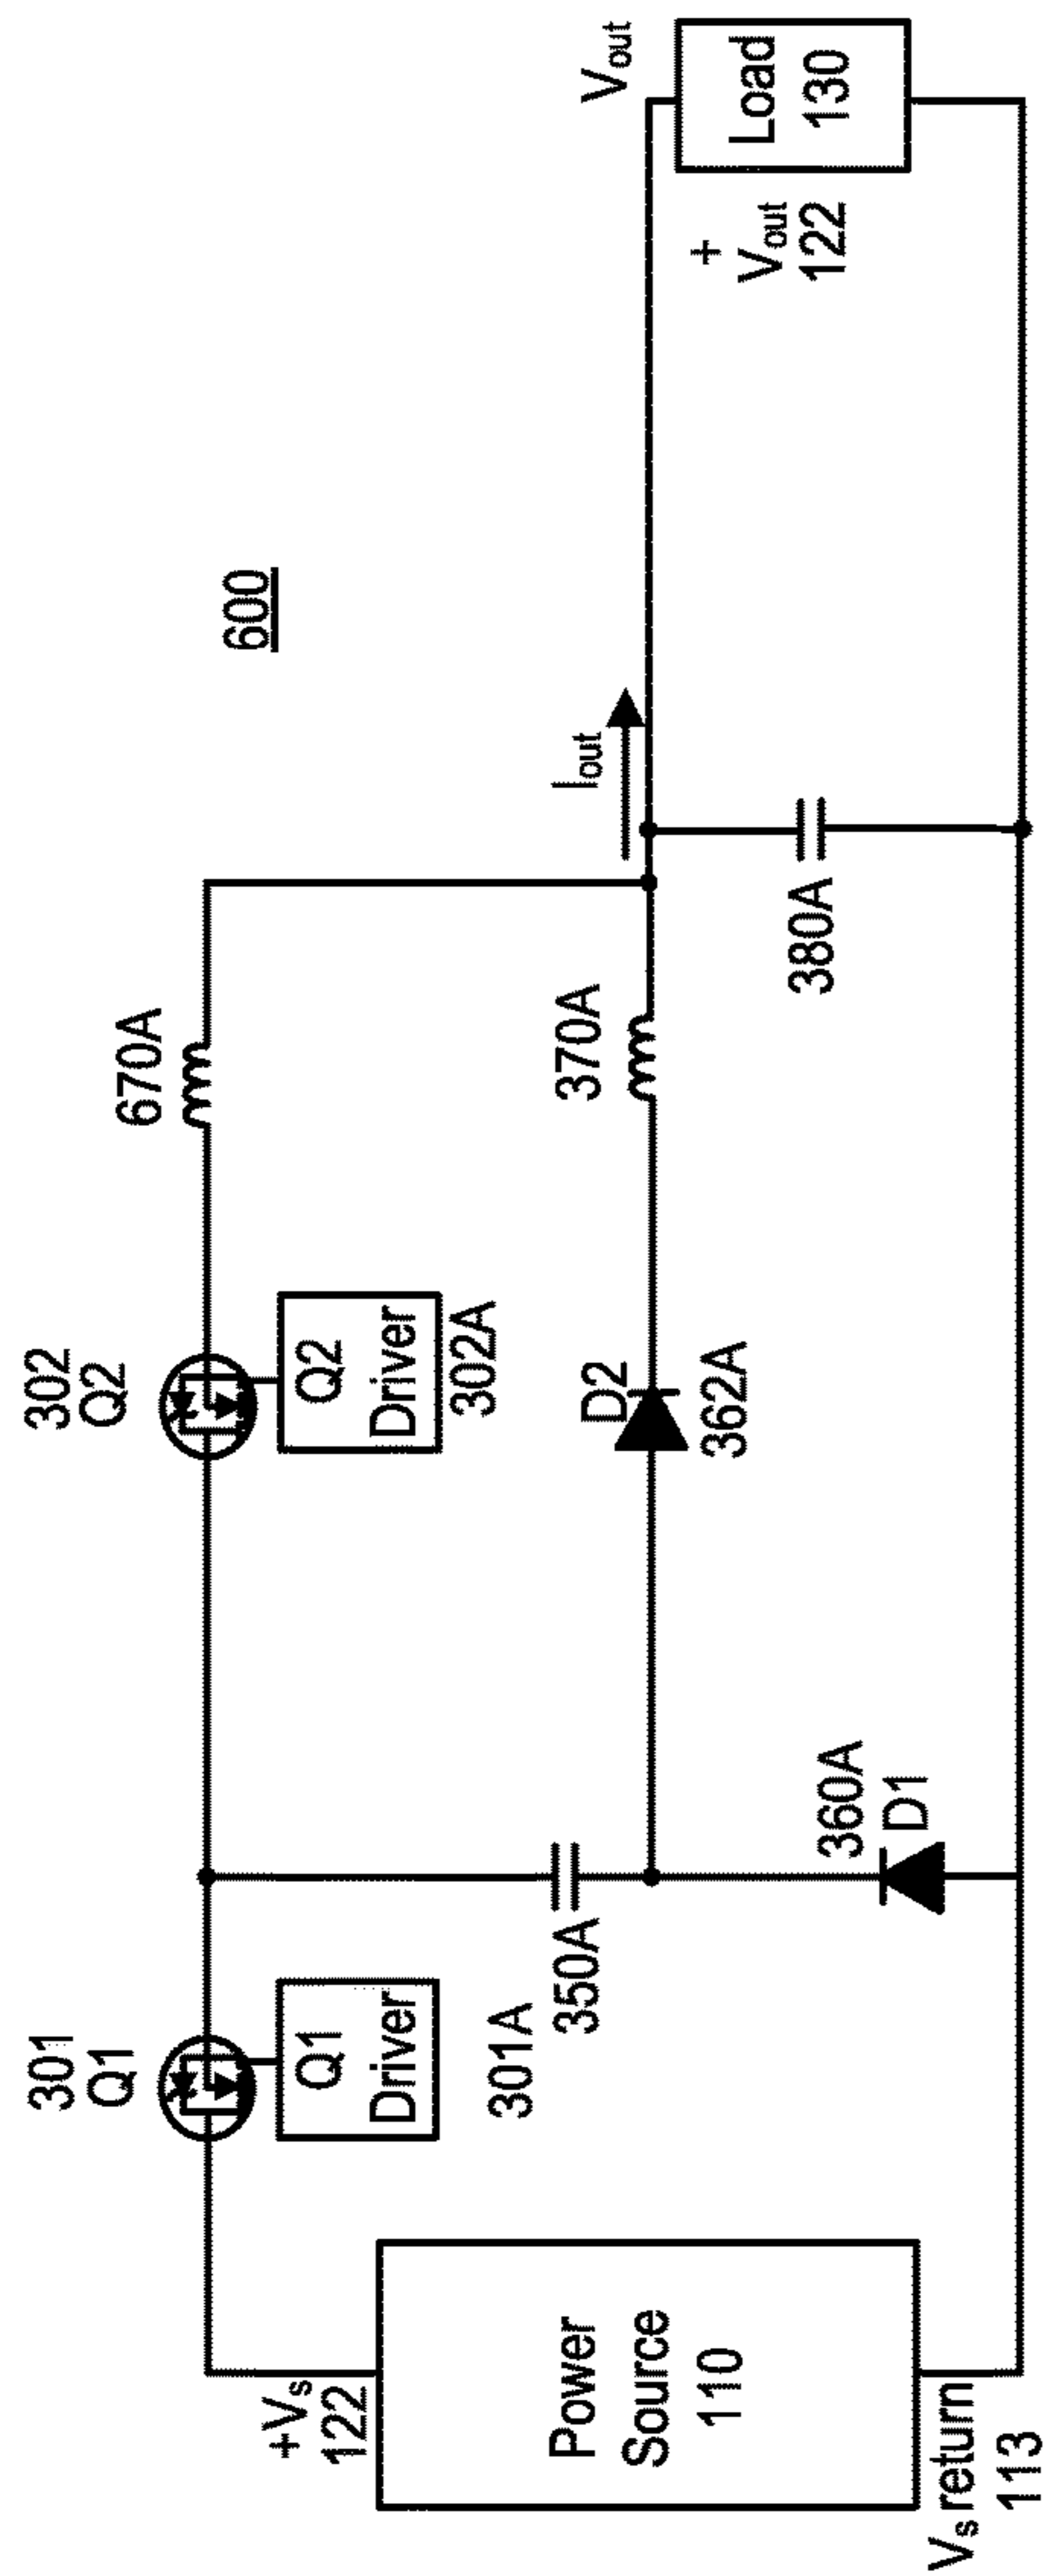 600
301
Q1
302
Q2
670A
+Vs
122
Q1
Driver
301A
Q2
Driver
302A
Power
Source
110
350A
D2
362A
370A
Iout
Vout
Load
130
+
Vout
122
360A
D1
380A
Vs return
113